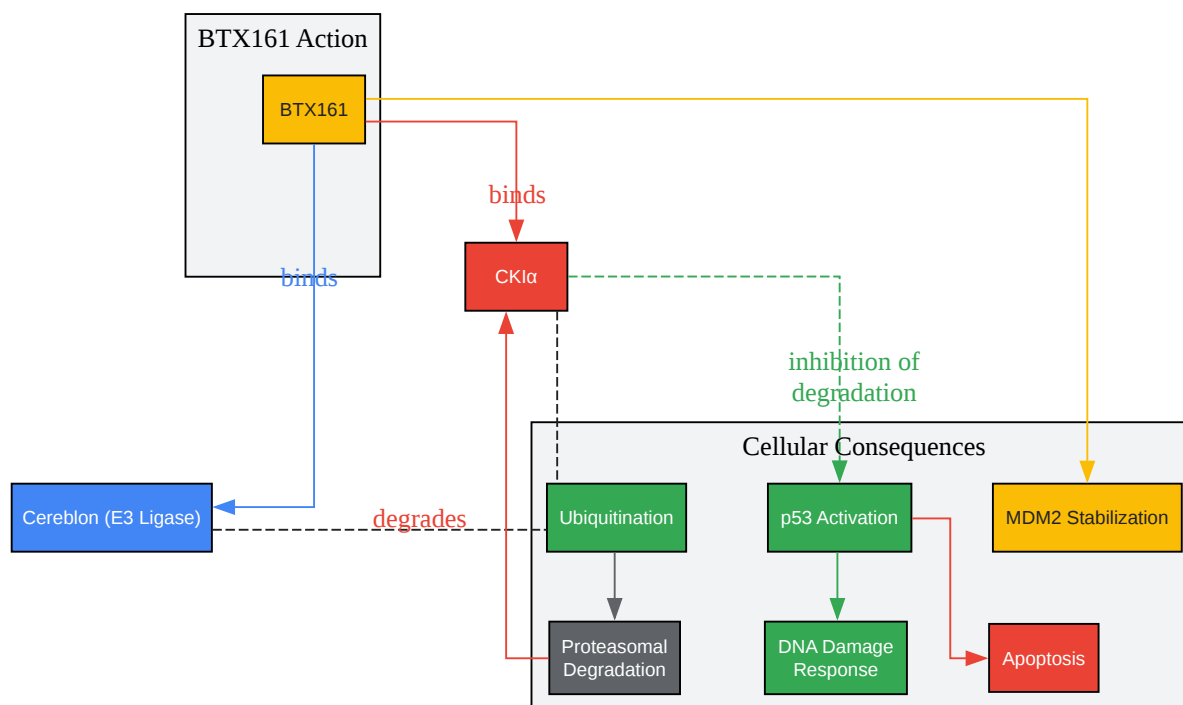 BTX161 Action
BTX161
binds
binds
CKIα
inhibition of
degradation
Cellular Consequences
Cereblon (E3 Ligase)
degrades
Ubiquitination
p53 Activation
MDM2 Stabilization
Proteasomal
Degradation
DNA Damage
Response
Apoptosis